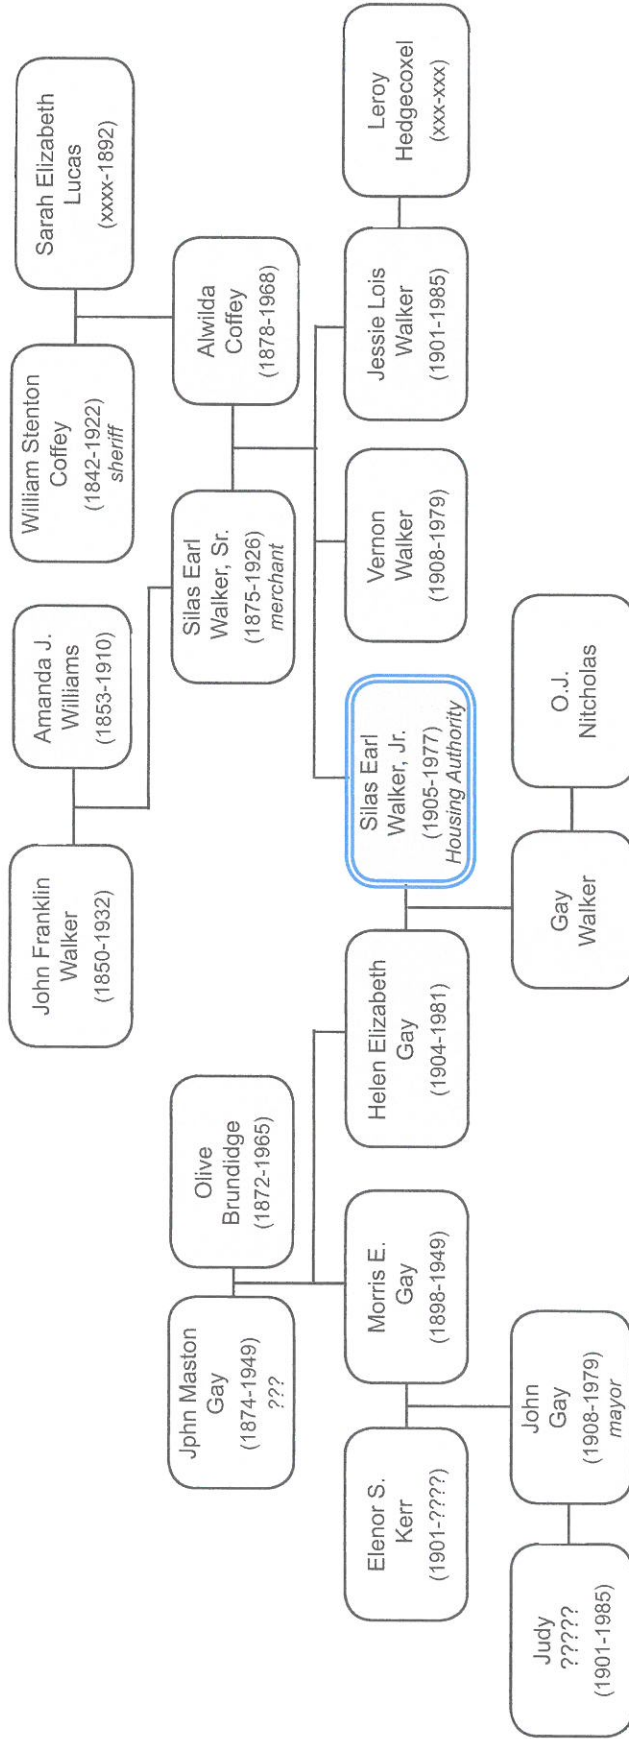 John Franklin
Walker
(1850-1932)
Amanda J.
Williams
(1853-1910)
William Stenton
Coffey
(1842-1922)
sheriff
Sarah Elizabeth
Lucas
(xxxx-1892)
Jphn Maston
Gay
(1874-1949)
???
Olive
Brundidge
(1872-1965)
Silas Earl
Walker, Sr.
(1875-1926)
merchant
Alwilda
Coffey
(1878-1968)
Elenor S.
Kerr
(1901-????)
Morris E.
Gay
(1898-1949)
Helen Elizabeth
Gay
(1904-1981)
Silas Earl
Walker, Jr.
(1905-1977)
Housing Authority
Vernon
Walker
(1908-1979)
Jessie Lois
Walker
(1901-1985)
Leroy
Hedgecoxel
(xxx-xxx)
Judy
?????
(1901-1985)
John
Gay
(1908-1979)
mayor
Gay
Walker
O.J.
Nitcholas